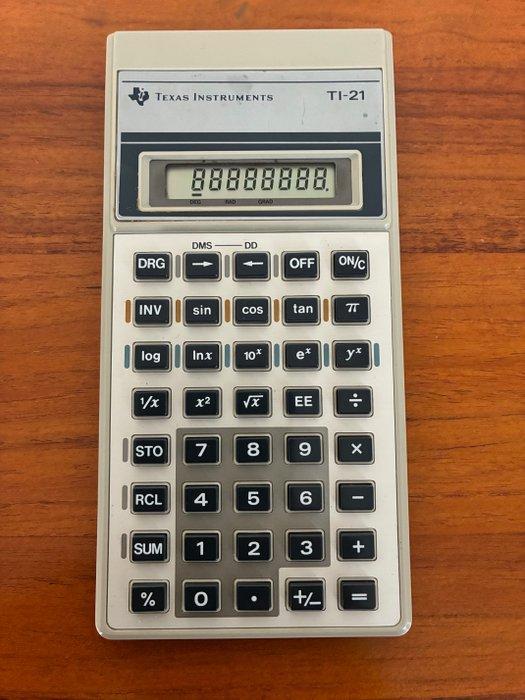 TEXAS INSTRUMENTS TI-21
88888888.
DEG RAD GRAD
DMS DD
DRG → ← OFF ON/C
INV sin cos tan π
log lnx 10ˣ eˣ yˣ
1/x x² √x EE ÷
STO 7 8 9 ×
RCL 4 5 6 −
SUM 1 2 3 +
% 0 . +/− =